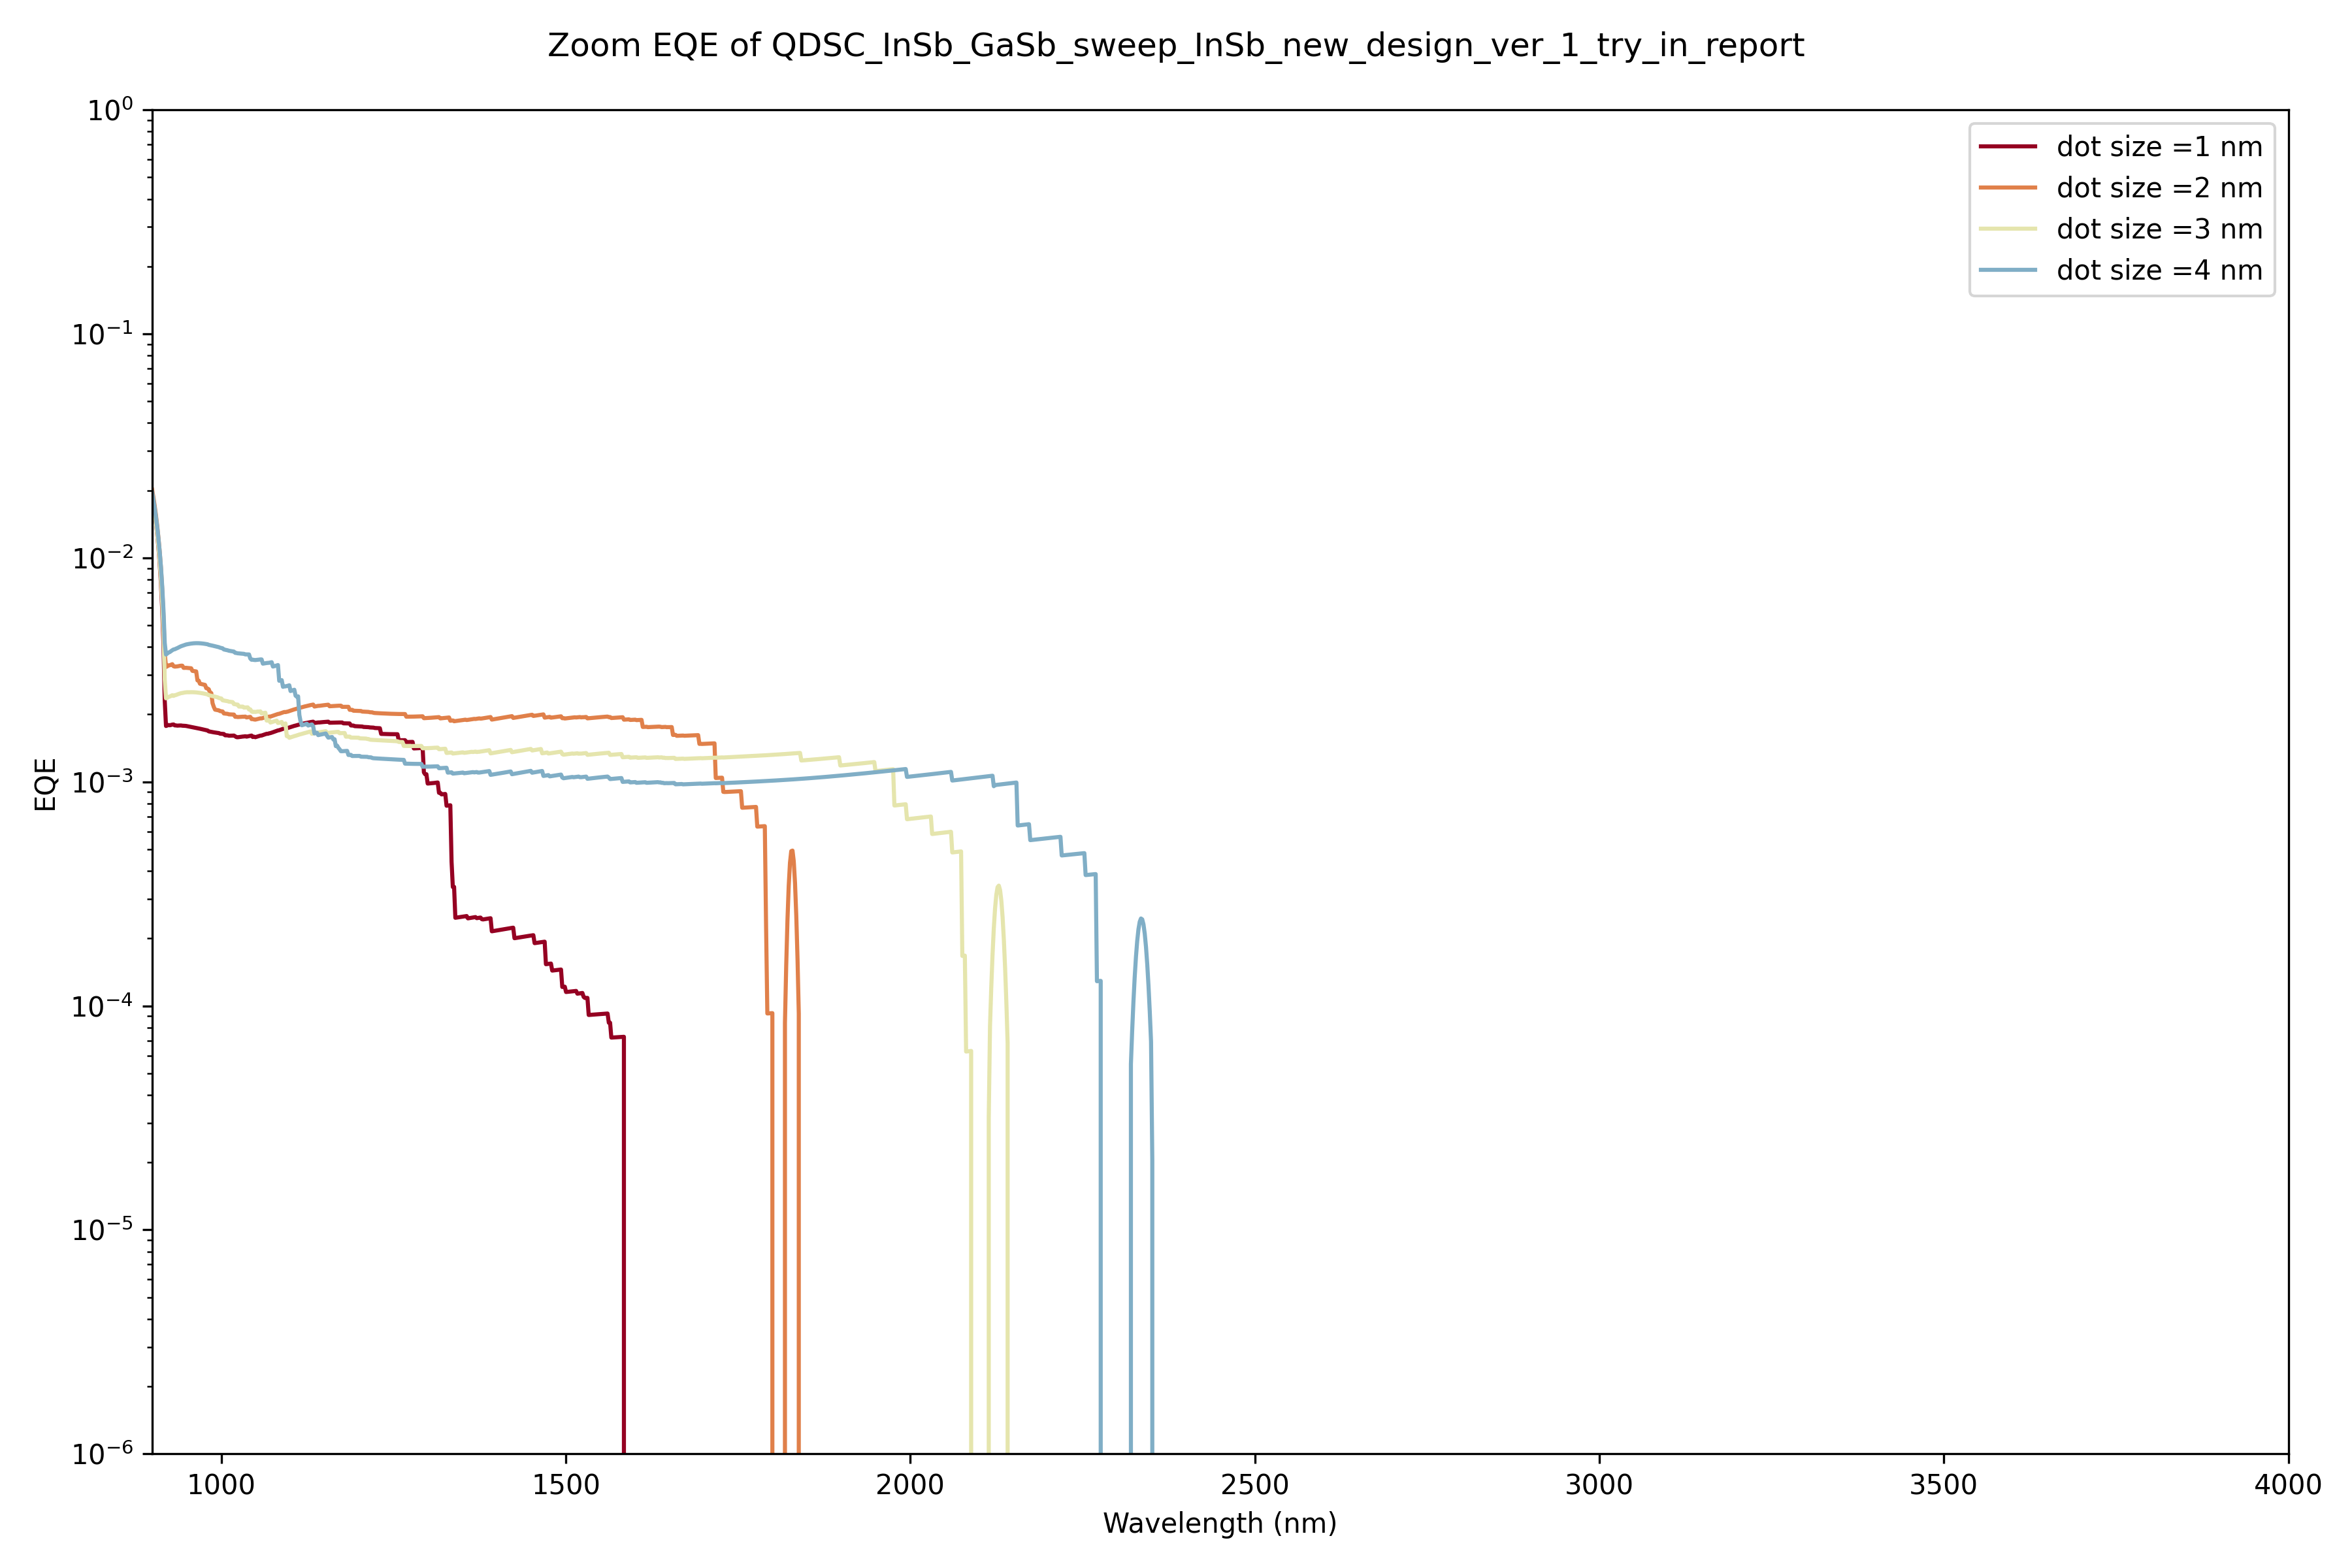 Zoom EQE of QDSC_InSb_GaSb_sweep_InSb_new_design_ver_1_try_in_report
dot size =1 nm
dot size =2 nm
dot size =3 nm
dot size =4 nm
10⁰
10⁻¹
10⁻²
10⁻³
10⁻⁴
10⁻⁵
10⁻⁶
EQE
1000 1500 2000 2500 3000 3500 4000
Wavelength (nm)